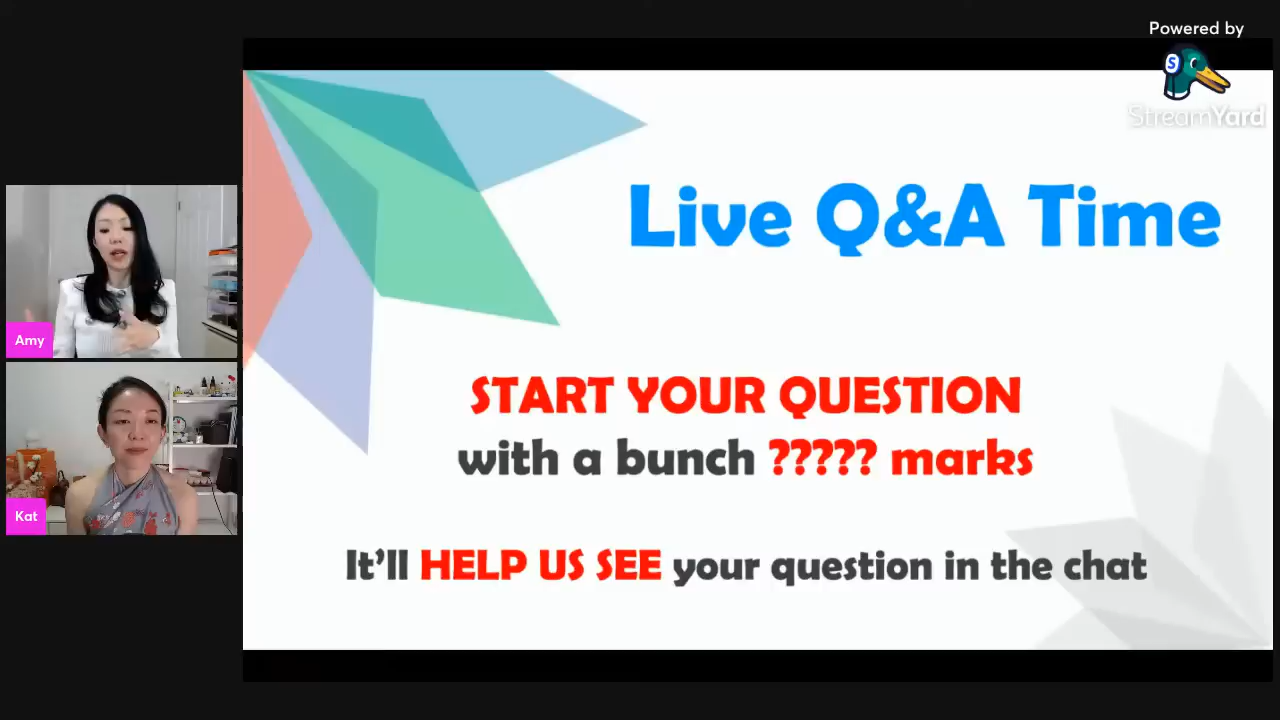 Powered by
S
StreamYard
Live Q&A Time
START YOUR QUESTION
with a bunch ????? marks
It'll HELP US SEE your question in the chat
Amy
Kat